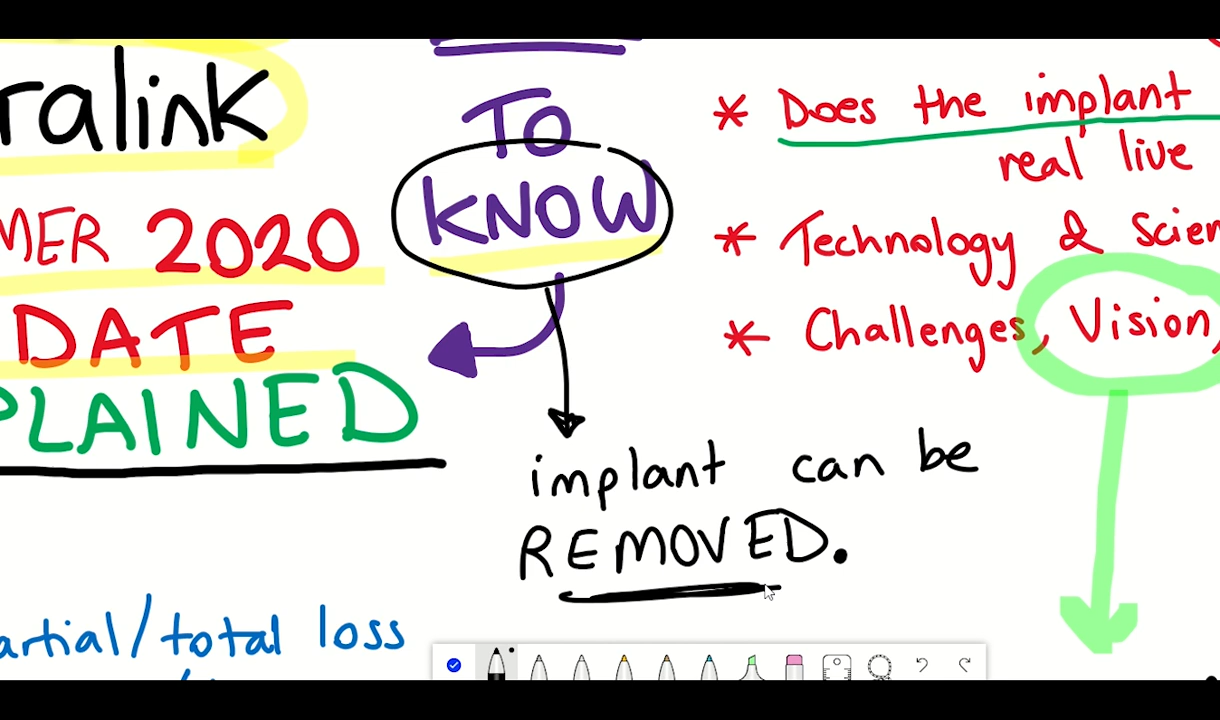 ralink
MER 2020
DATE
PLAINED
TO
KNOW
implant can be
REMOVED.
* Does the implant
real live
* Technology & Scien
* Challenges, Vision,
artial/total loss